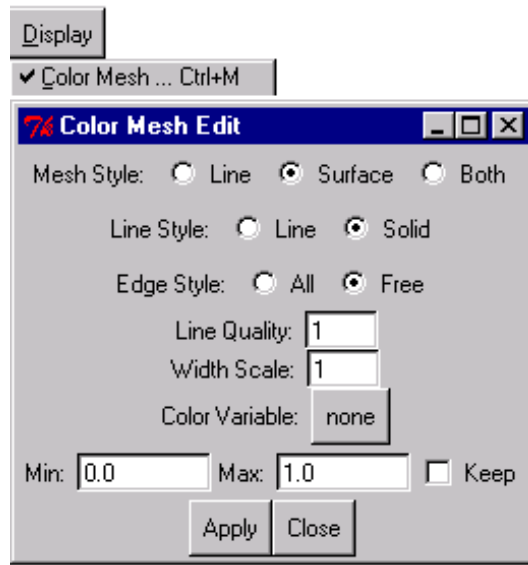 Display
Color Mesh ... Ctrl+M
Color Mesh Edit
Mesh Style: Line Surface Both
Line Style: Line Solid
Edge Style: All Free
Line Quality: 1
Width Scale: 1
Color Variable: none
Min: 0.0 Max: 1.0 Keep
Apply Close